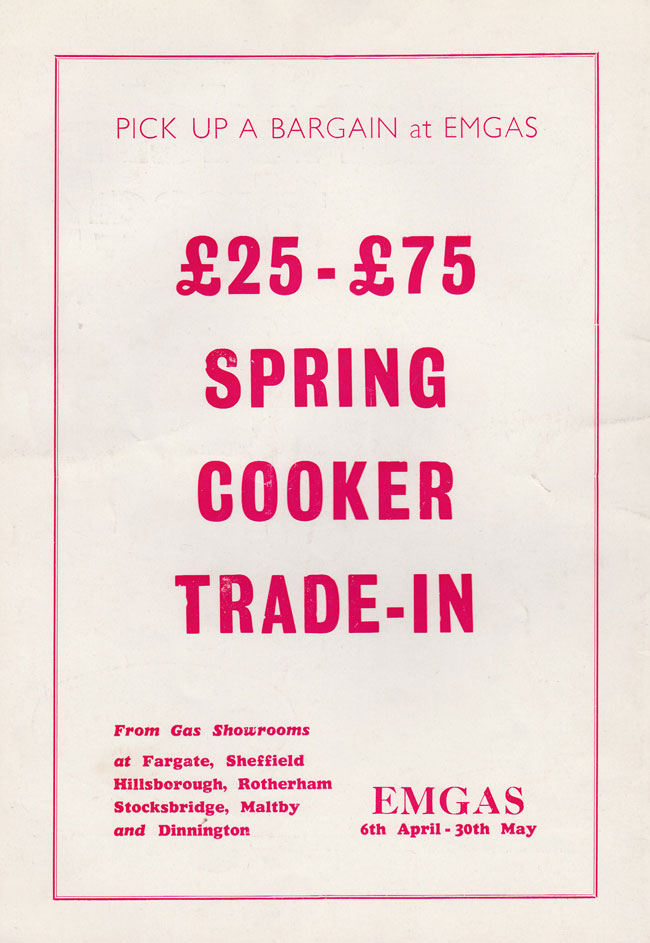 PICK UP A BARGAIN at EMGAS
£25 - £75
SPRING
COOKER
TRADE-IN
From Gas Showrooms
at Fargate, Sheffield
Hillsborough, Rotherham
Stocksbridge, Maltby
and Dinnington
EMGAS
6th April - 30th May